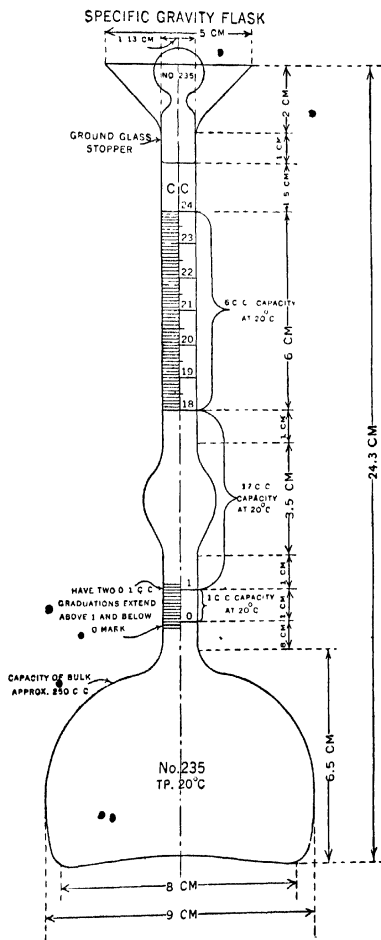 SPECIFIC GRAVITY FLASK
5 CM
1.13 CM
NO. 235
2 CM
GROUND GLASS
STOPPER
1 CM
C C
1.5 CM
24
23
22
21
20
19
18
6 C C CAPACITY
AT 20°C
6 CM
1 CM
24.3 CM
17 C C
CAPACITY
AT 20°C
3.5 CM
1 CM
HAVE TWO 0.1 C C
GRADUATIONS EXTEND
ABOVE 1 AND BELOW
0 MARK
1
0
1 C C CAPACITY
AT 20°C
1 CM
8 CM
CAPACITY OF BULK
APPROX. 250 C C
6.5 CM
No.235
TP. 20°C
8 CM
9 CM